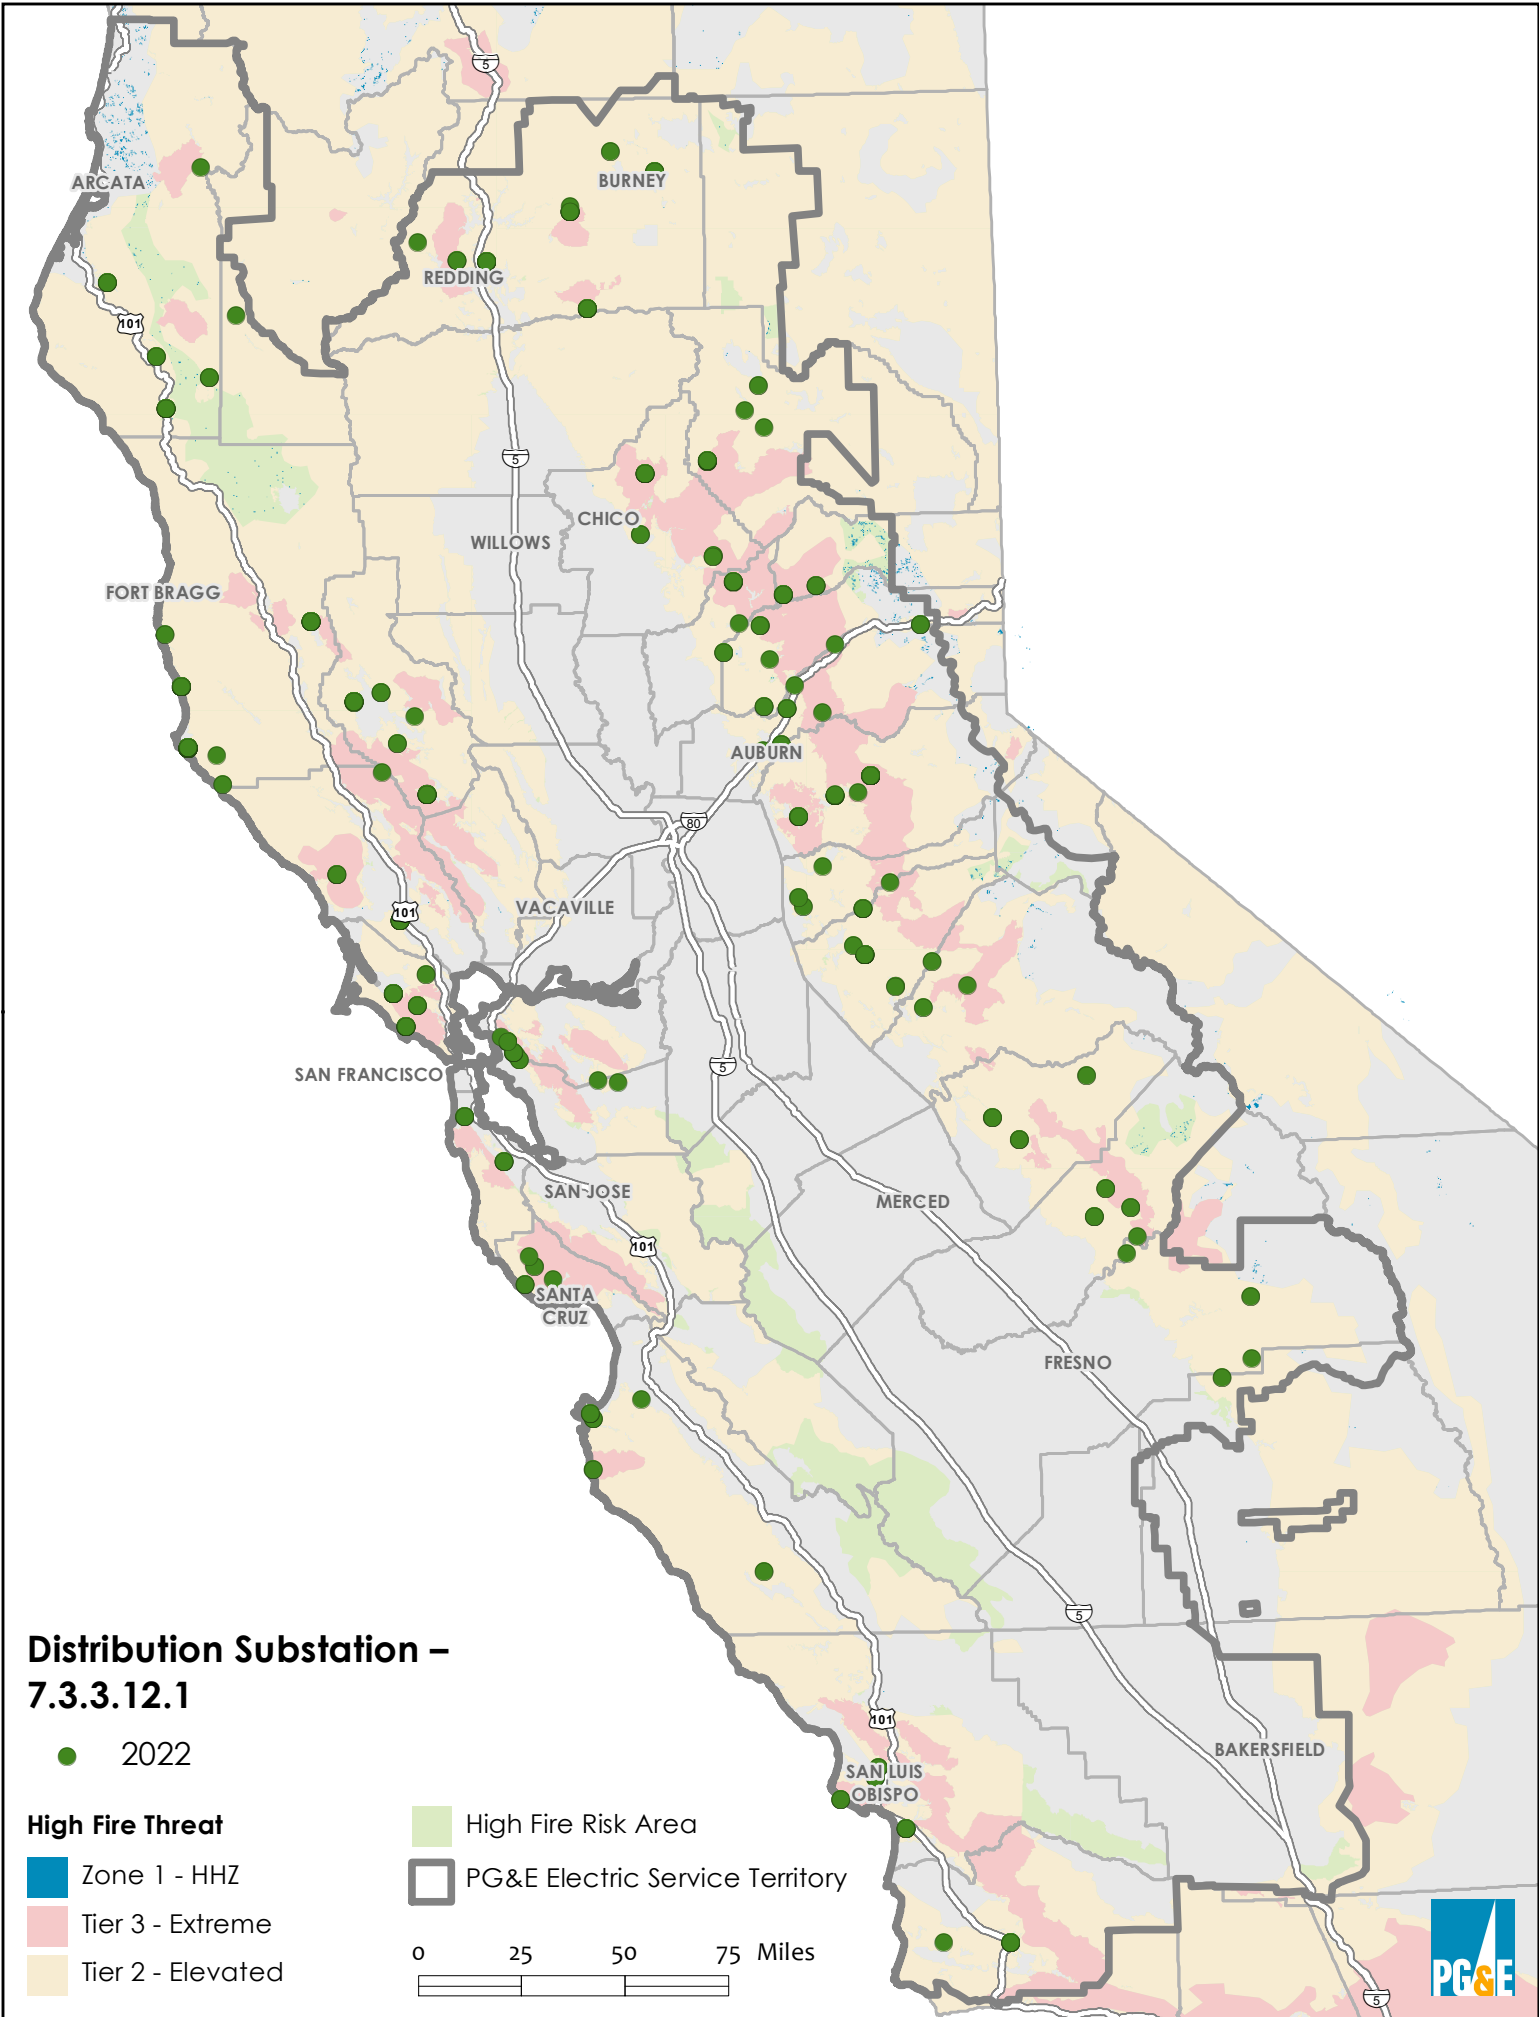 5
ARCATA
BURNEY
REDDING
101
5
CHICO
WILLOWS
FORT BRAGG
AUBURN
80
VACAVILLE
101
SAN FRANCISCO
5
SAN JOSE
MERCED
101
SANTA
CRUZ
FRESNO
5
Distribution Substation –
7.3.3.12.1
2022
101
BAKERSFIELD
SAN LUIS
OBISPO
High Fire Threat
Zone 1 - HHZ
Tier 3 - Extreme
Tier 2 - Elevated
High Fire Risk Area
PG&E Electric Service Territory
0 25 50 75 Miles
PG&E
5